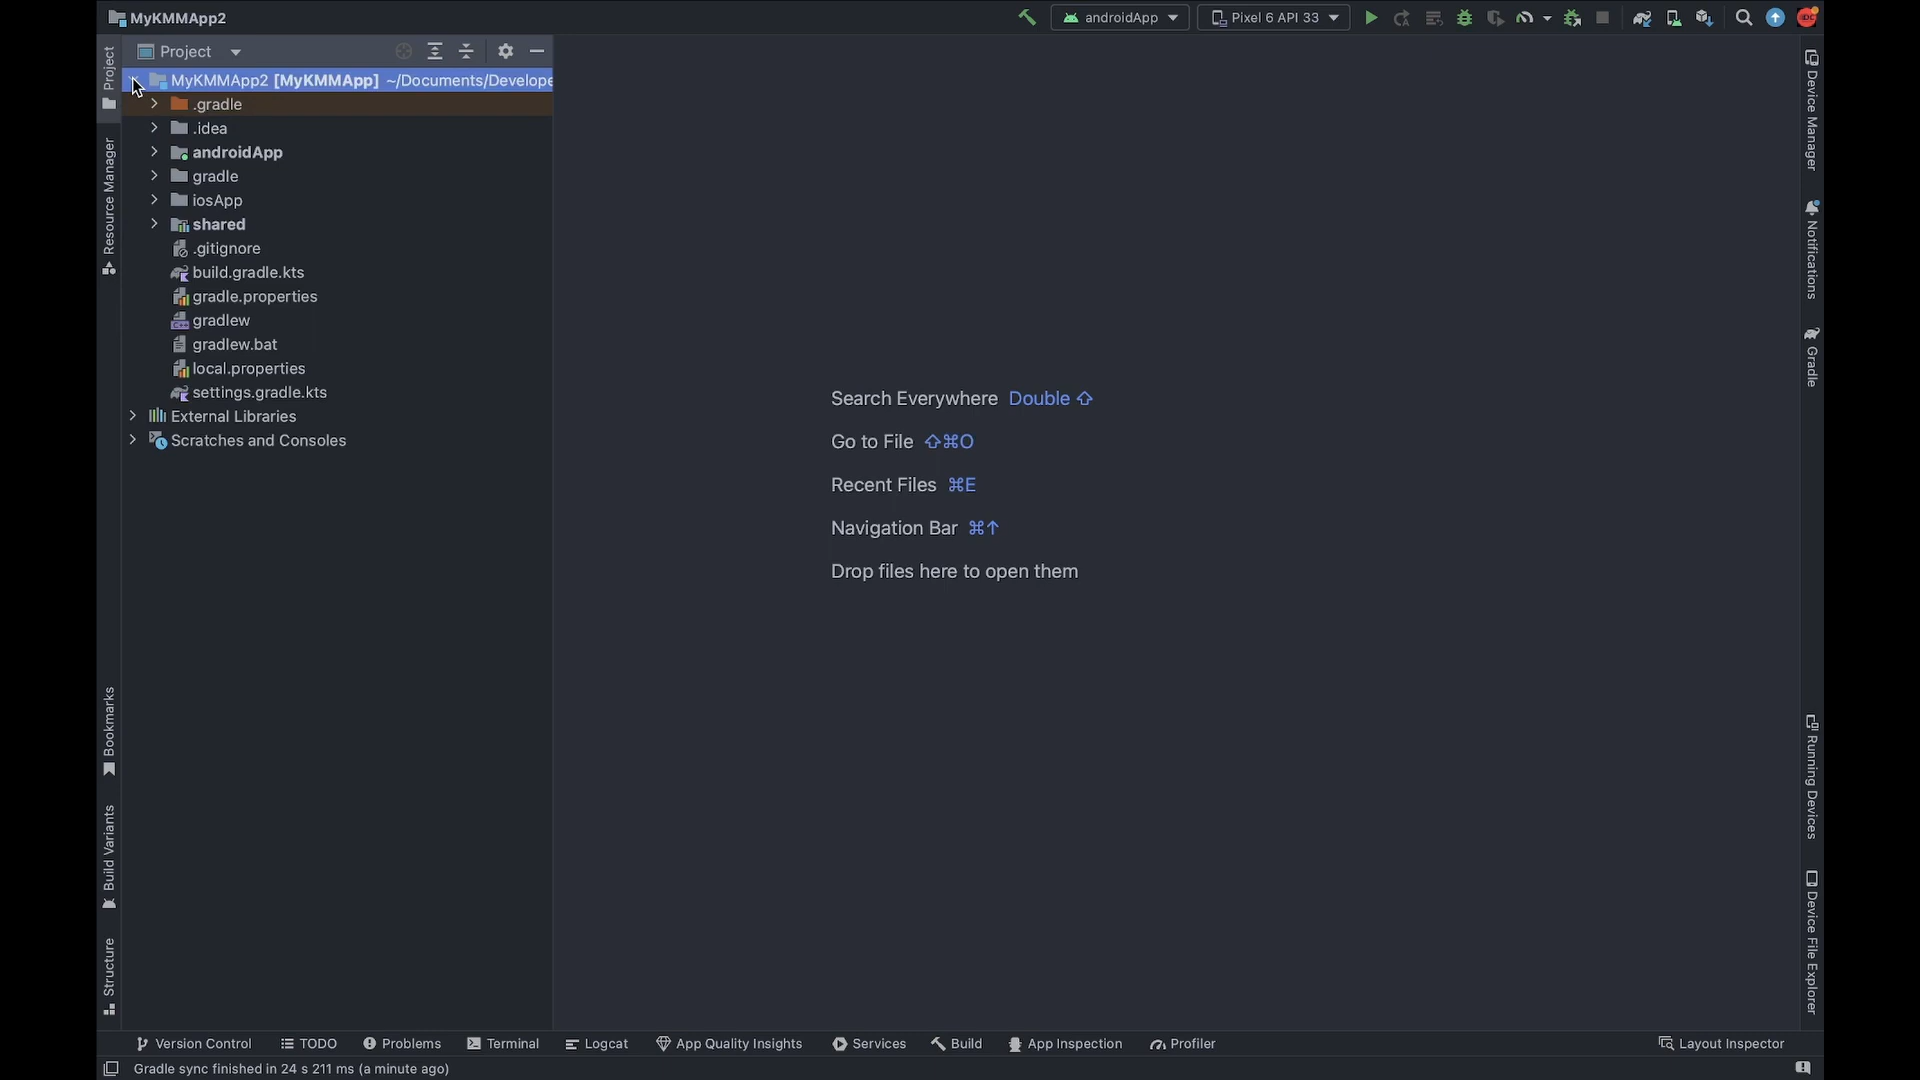 MyKMMApp2
androidApp
Pixel 6 API 33
Project
MyKMMApp2 [MyKMMApp] ~/Documents/Develope
.gradle
.idea
androidApp
gradle
iosApp
shared
.gitignore
build.gradle.kts
gradle.properties
gradlew
gradlew.bat
local.properties
settings.gradle.kts
External Libraries
Scratches and Consoles
Project
Resource Manager
Bookmarks
Build Variants
Structure
Search Everywhere Double ⇧
Go to File ⇧⌘O
Recent Files ⌘E
Navigation Bar ⌘↑
Drop files here to open them
Device Manager
Notifications
Gradle
Running Devices
Device File Explorer
Version Control
TODO
Problems
Terminal
Logcat
App Quality Insights
Services
Build
App Inspection
Profiler
Layout Inspector
Gradle sync finished in 24 s 211 ms (a minute ago)